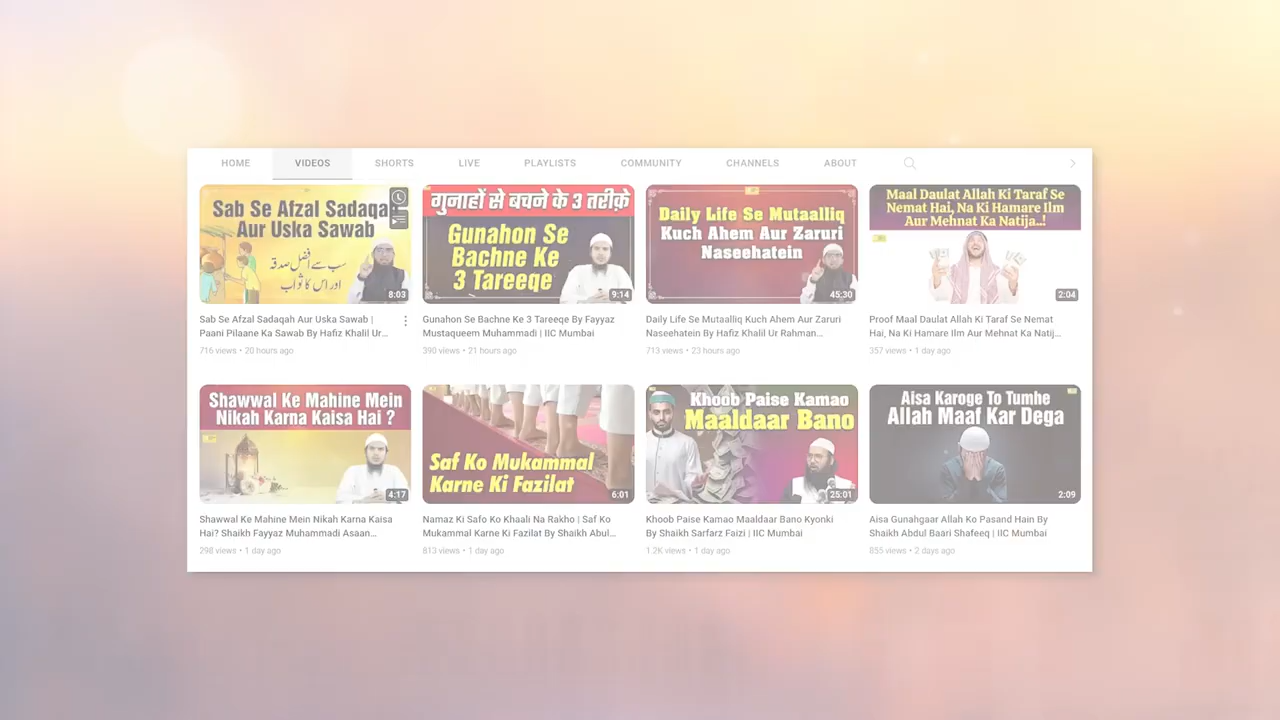 HOME VIDEOS SHORTS LIVE PLAYLISTS COMMUNITY CHANNELS ABOUT
Sab Se Afzal Sadaqa
Aur Uska Sawab
سب سے افضل صدقہ
اور اس کا ثواب
8:03
गुनाहों से बचने के 3 तरीक़े
Gunahon Se
Bachne Ke
3 Tareeqe
9:14
Daily Life Se Mutaalliq
Kuch Ahem Aur Zaruri
Naseehatein
45:30
Maal Daulat Allah Ki Taraf Se
Nemat Hai, Na Ki Hamare Ilm
Aur Mehnat Ka Natija..!
2:04
Sab Se Afzal Sadaqah Aur Uska Sawab |
Paani Pilaane Ka Sawab By Hafiz Khalil Ur...
716 views • 20 hours ago
Gunahon Se Bachne Ke 3 Tareeqe By Fayyaz
Mustaqueem Muhammadi | IIC Mumbai
390 views • 21 hours ago
Daily Life Se Mutaalliq Kuch Ahem Aur Zaruri
Naseehatein By Hafiz Khalil Ur Rahman...
713 views • 23 hours ago
Proof Maal Daulat Allah Ki Taraf Se Nemat
Hai, Na Ki Hamare Ilm Aur Mehnat Ka Natij...
357 views • 1 day ago
Shawwal Ke Mahine Mein
Nikah Karna Kaisa Hai ?
4:17
Saf Ko Mukammal
Karne Ki Fazilat
6:01
Khoob Paise Kamao
Maaldaar Bano
25:01
Aisa Karoge To Tumhe
Allah Maaf Kar Dega
2:09
Shawwal Ke Mahine Mein Nikah Karna Kaisa
Hai? Shaikh Fayyaz Muhammadi Asaan...
298 views • 1 day ago
Namaz Ki Safo Ko Khaali Na Rakho | Saf Ko
Mukammal Karne Ki Fazilat By Shaikh Abul...
813 views • 1 day ago
Khoob Paise Kamao Maaldaar Bano Kyonki
By Shaikh Sarfarz Faizi | IIC Mumbai
1.2K views • 1 day ago
Aisa Gunahgaar Allah Ko Pasand Hain By
Shaikh Abdul Baari Shafeeq | IIC Mumbai
855 views • 2 days ago